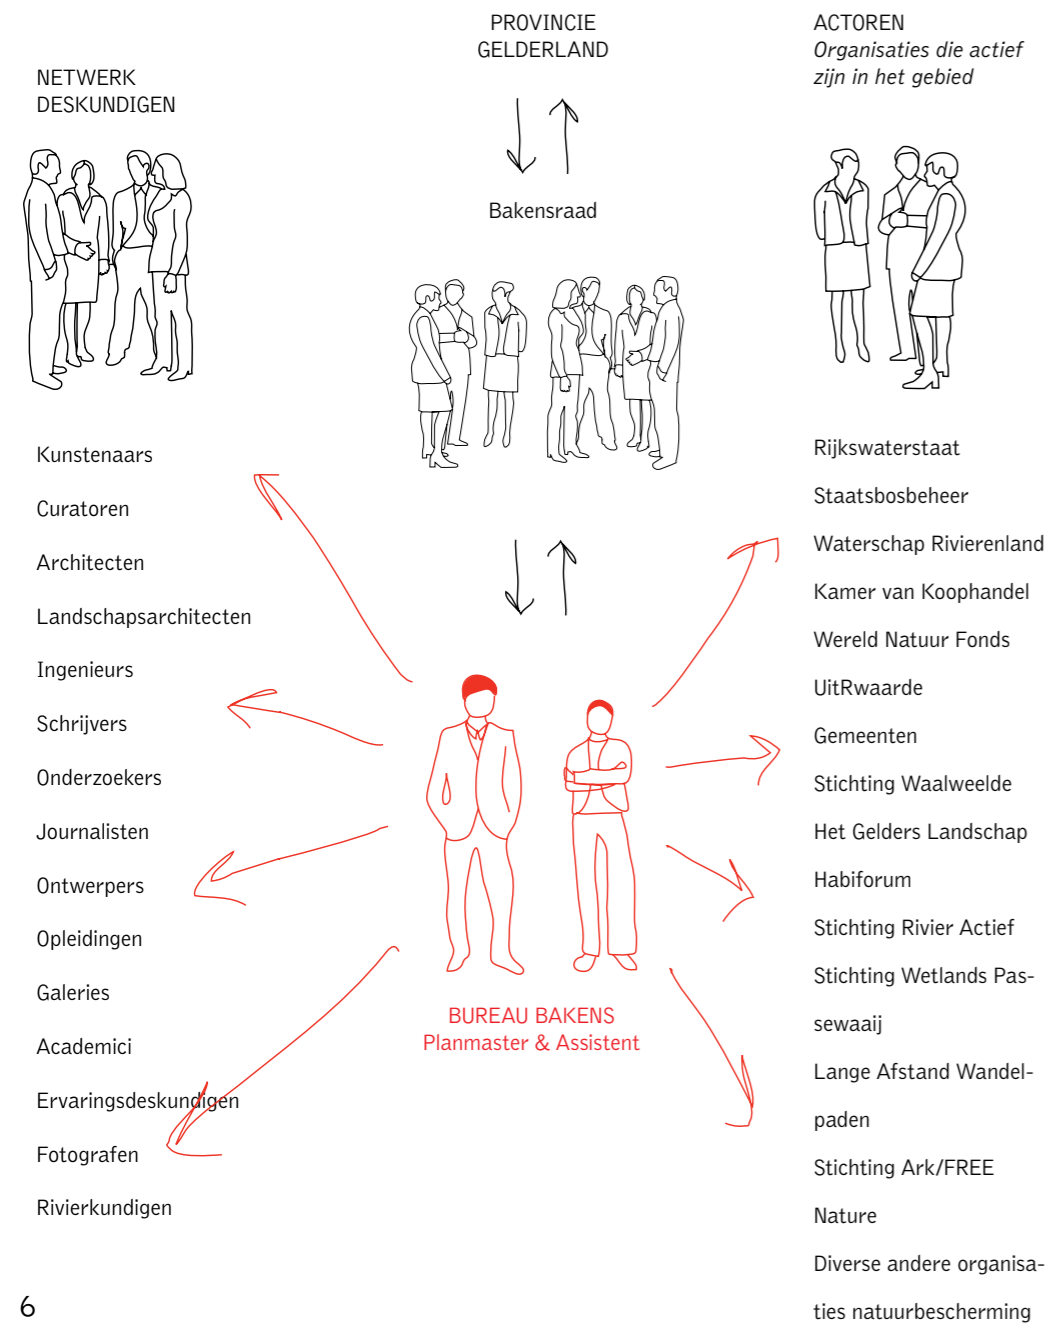 NETWERK
DESKUNDIGEN
Kunstenaars
Curatoren
Architecten
Landschapsarchitecten
Ingenieurs
Schrijvers
Onderzoekers
Journalisten
Ontwerpers
Opleidingen
Galeries
Academici
Ervaringsdeskundigen
Fotografen
Rivierkundigen
PROVINCIE
GELDERLAND
Bakensraad
BUREAU BAKENS
Planmaster & Assistent
ACTOREN
Organisaties die actief
zijn in het gebied
Rijkswaterstaat
Staatsbosbeheer
Waterschap Rivierenland
Kamer van Koophandel
Wereld Natuur Fonds
UitRwaarde
Gemeenten
Stichting Waalweelde
Het Gelders Landschap
Habiforum
Stichting Rivier Actief
Stichting Wetlands Pas-
sewaaij
Lange Afstand Wandel-
paden
Stichting Ark/FREE
Nature
Diverse andere organisa-
ties natuurbescherming
6